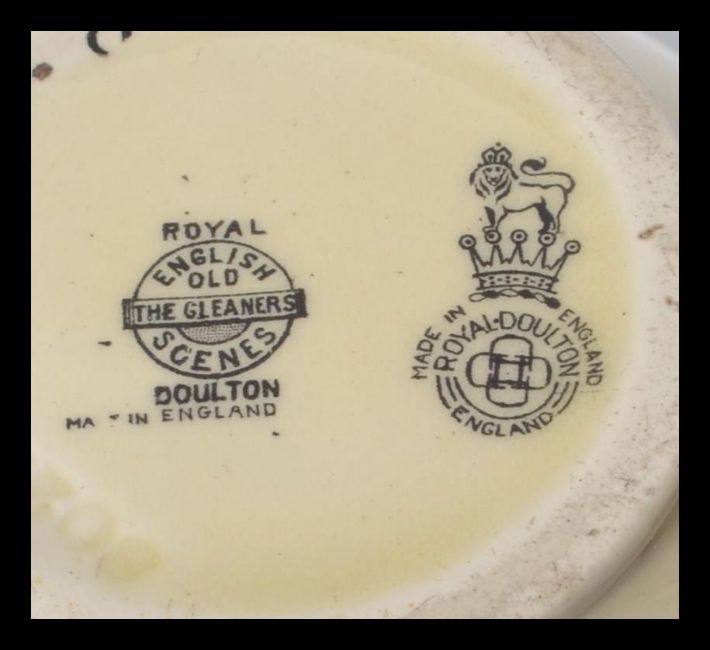 ROYAL
ENGLISH
OLD
THE GLEANERS
SCENES
DOULTON
IN ENGLAND
MADE IN ENGLAND
ROYAL·DOULTON
ENGLAND